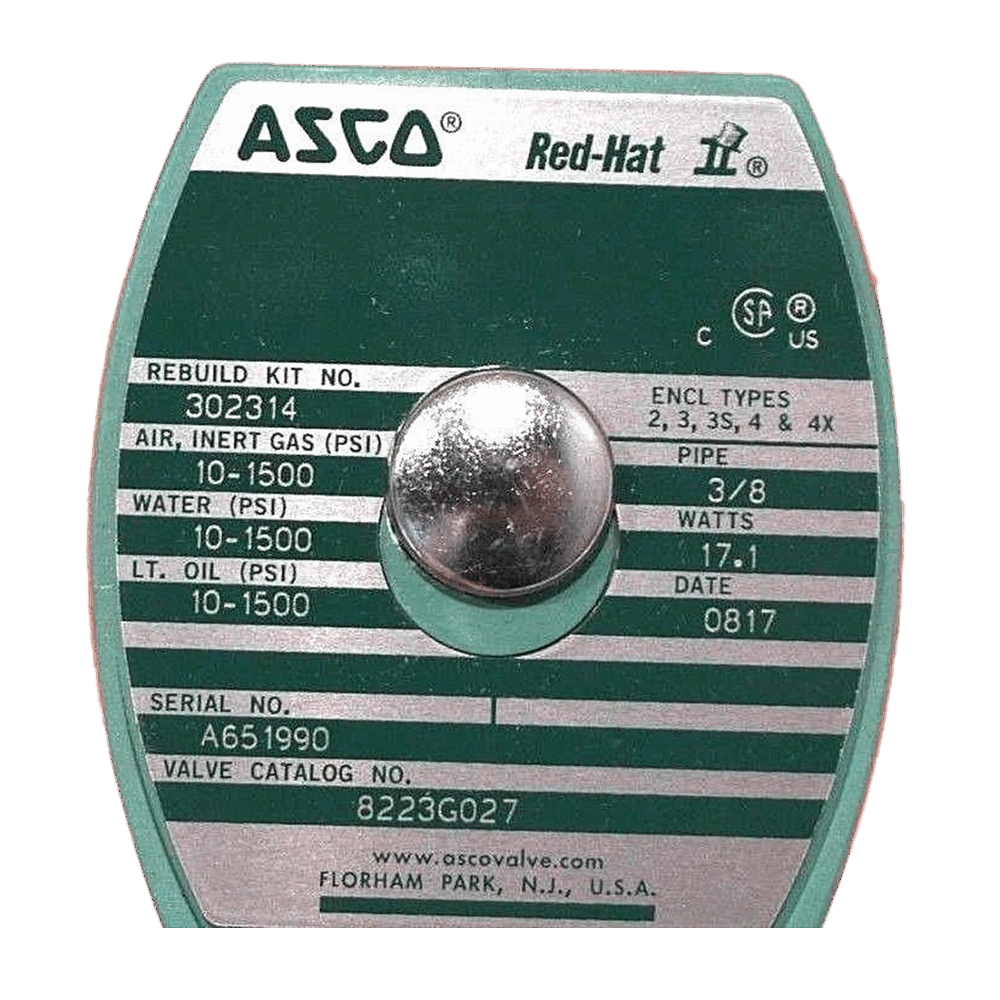 ASCO®
Red-Hat II®
C SA ® US
REBUILD KIT NO.
302314
AIR, INERT GAS (PSI)
10-1500
WATER (PSI)
10-1500
LT. OIL (PSI)
10-1500
ENCL TYPES
2, 3, 3S, 4 & 4X
PIPE
3/8
WATTS
17.1
DATE
0817
SERIAL NO.
A651990
VALVE CATALOG NO.
8223G027
www.ascovalve.com
FLORHAM PARK, N.J., U.S.A.